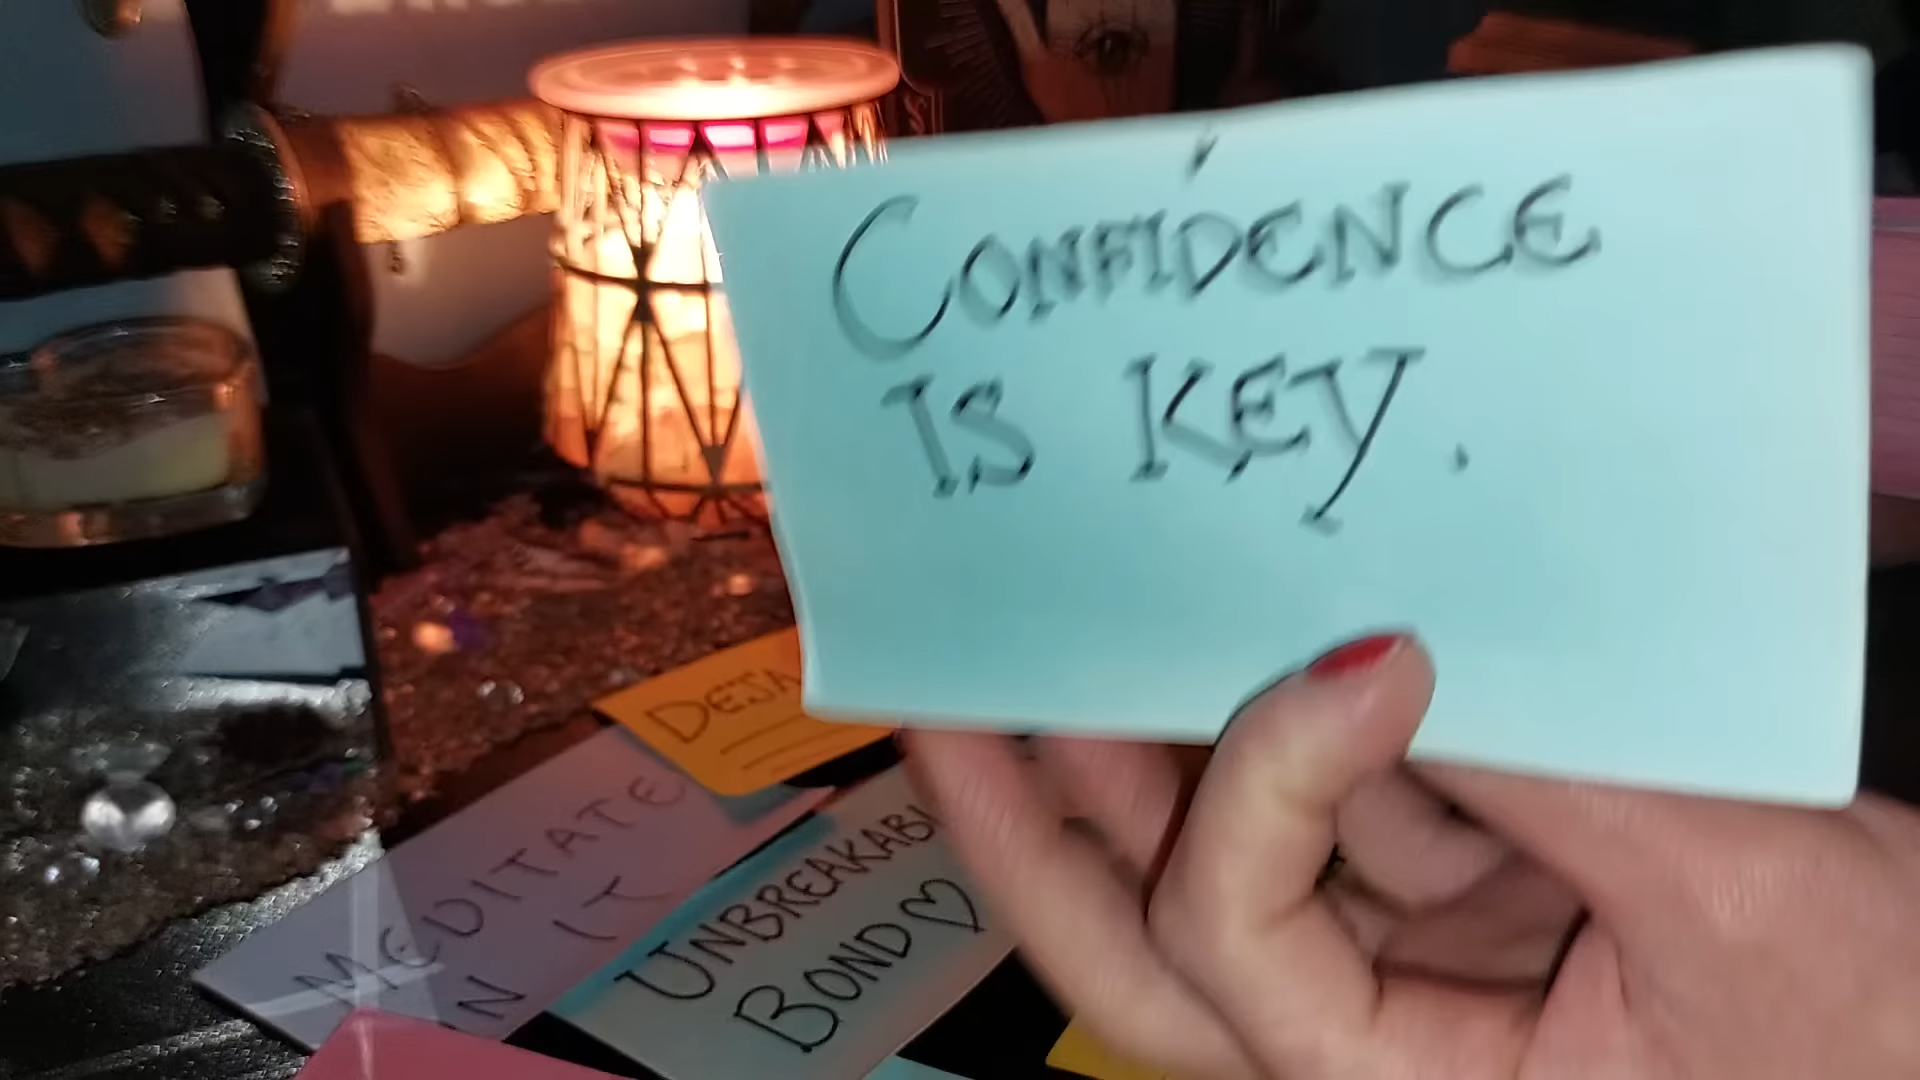 CONFIDENCE
IS KEY.
DEJA
MEDITATE
ON IT
UNBREAKABL
BOND♡